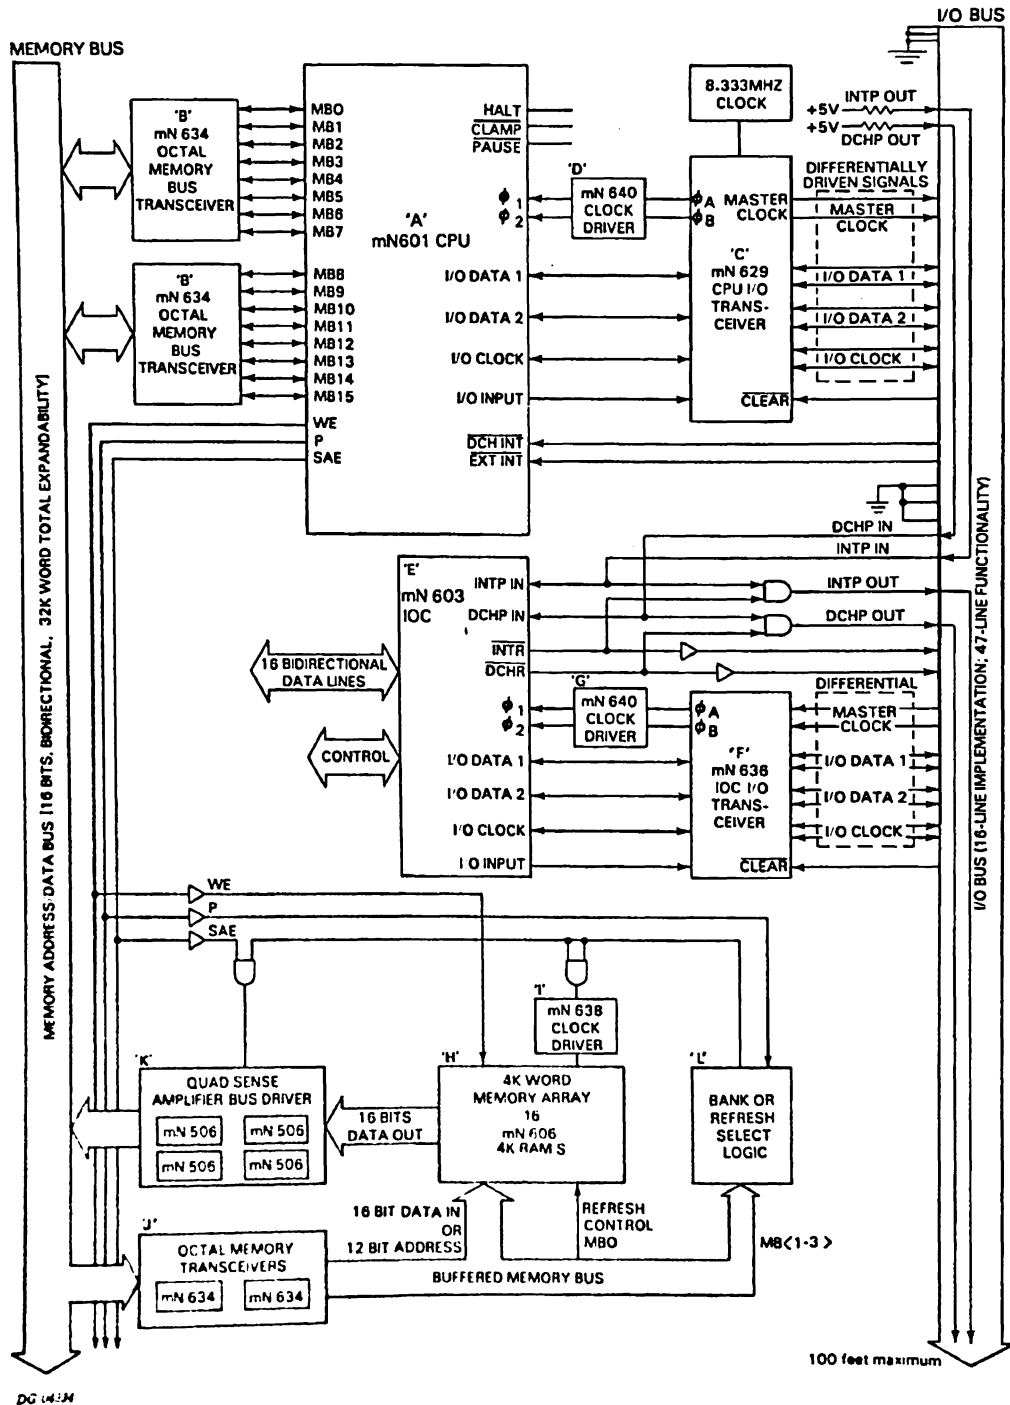 I/O BUS
MEMORY BUS
8.333MHZ
CLOCK
INTP OUT
+5V
+5V
DCHP OUT
'B'
mN 634
OCTAL
MEMORY
BUS
TRANSCEIVER
MB0
MB1
MB2
MB3
MB4
MB5
MB6
MB7
'A'
mN601 CPU
HALT
CLAMP
PAUSE
ϕ1
ϕ2
'D'
mN 640
CLOCK
DRIVER
ϕA
ϕB
MASTER
CLOCK
'C'
mN 629
CPU I/O
TRANS-
CEIVER
DIFFERENTIALLY
DRIVEN SIGNALS
MASTER
CLOCK
I/O DATA 1
I/O DATA 2
I/O CLOCK
'B'
mN 634
OCTAL
MEMORY
BUS
TRANSCEIVER
MB8
MB9
MB10
MB11
MB12
MB13
MB14
MB15
WE
P
SAE
I/O DATA 1
I/O DATA 2
I/O CLOCK
I/O INPUT
CLEAR
DCH INT
EXT INT
DCHP IN
INTP IN
'E'
mN 603
IOC
INTP IN
DCHP IN
INTR
DCHR
INTP OUT
DCHP OUT
16 BIDIRECTIONAL
DATA LINES
CONTROL
ϕ1
ϕ2
I/O DATA 1
I/O DATA 2
I/O CLOCK
I O INPUT
'G'
mN 640
CLOCK
DRIVER
ϕA
ϕB
'F'
mN 636
IOC I/O
TRANS-
CEIVER
CLEAR
DIFFERENTIAL
MASTER
CLOCK
I/O DATA 1
I/O DATA 2
I/O CLOCK
MEMORY ADDRESS/DATA BUS [16 BITS, BIDIRECTIONAL, 32K WORD TOTAL EXPANDABILITY]
I/O BUS (16-LINE IMPLEMENTATION; 47-LINE FUNCTIONALITY)
WE
P
SAE
'I'
mN 638
CLOCK
DRIVER
'K'
QUAD SENSE
AMPLIFIER BUS DRIVER
mN 506
mN 506
mN 506
mN 506
16 BITS
DATA OUT
'H'
4K WORD
MEMORY ARRAY
16
mN 606
4K RAM S
'L'
BANK OR
REFRESH
SELECT
LOGIC
16 BIT DATA IN
OR
12 BIT ADDRESS
REFRESH
CONTROL
MBO
MB<1-3>
'J'
OCTAL MEMORY
TRANSCEIVERS
mN 634
mN 634
BUFFERED MEMORY BUS
100 feet maximum